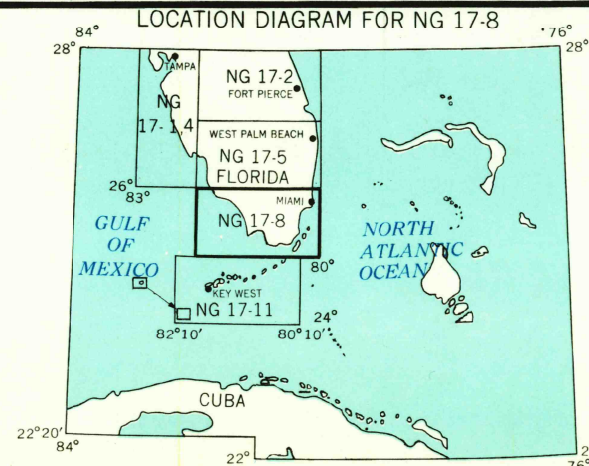 LOCATION DIAGRAM FOR NG 17-8
84°
76°
28°
28°
TAMPA
NG 17-2
FORT PIERCE
NG
17-1,4
WEST PALM BEACH
NG 17-5
FLORIDA
26°
83°
MIAMI
NG 17-8
GULF
OF
MEXICO
NORTH
ATLANTIC
OCEAN
80°
KEY WEST
NG 17-11
24°
82°10'
80°10'
CUBA
22°20'
84°
22°
76°